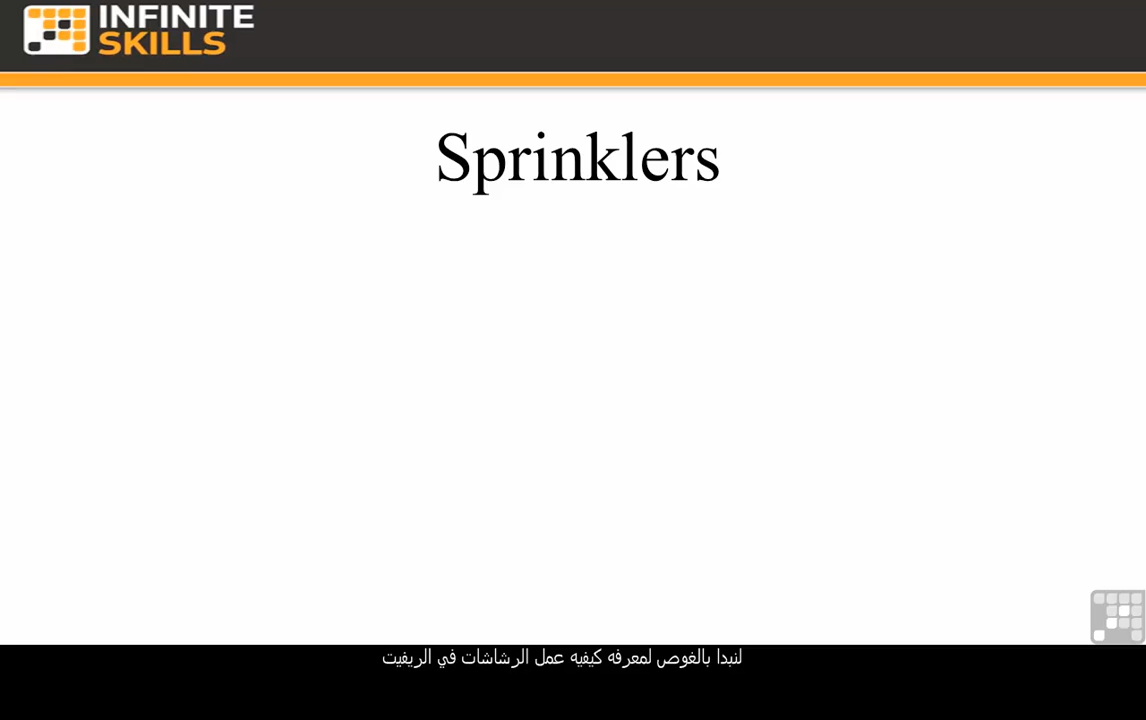 INFINITE
SKILLS
Sprinklers
لنبدا بالغوص لمعرفه كيفيه عمل الرشاشات في الريفيت